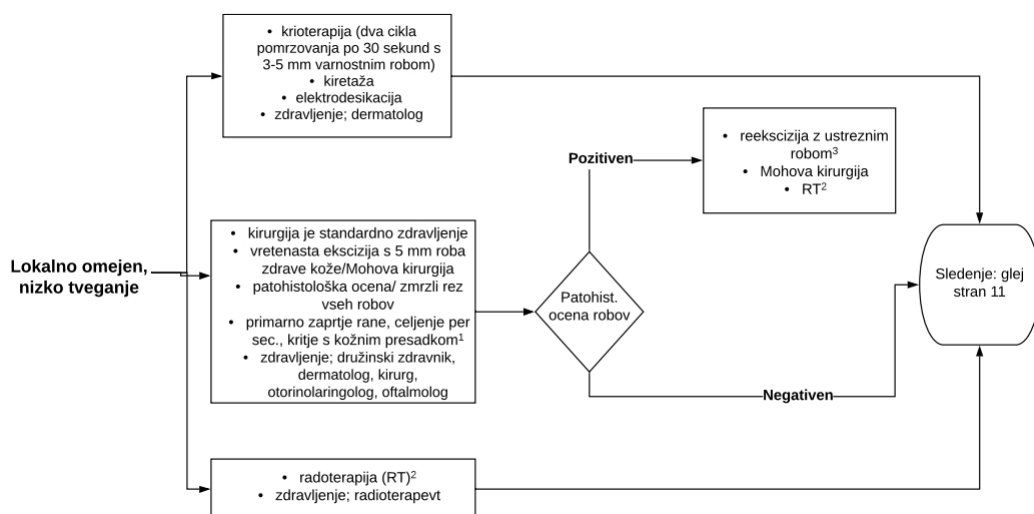 • krioterapija (dva cikla
pomrzovanja po 30 sekund s
3-5 mm varnostnim robom)
• kiretaža
• elektrodesikacija
• zdravljenje; dermatolog
Lokalno omejen,
nizko tveganje
• kirurgija je standardno zdravljenje
• vretenasta ekscizija s 5 mm roba
zdrave kože/Mohova kirurgija
• patohistološka ocena/ zmrzli rez
vseh robov
• primarno zaprtje rane, celjenje per
sec., kritje s kožnim presadkom¹
• zdravljenje; družinski zdravnik,
dermatolog, kirurg,
otorinolaringolog, oftalmolog
Patohist.
ocena robov
Pozitiven
• reekscizija z ustreznim
robom³
• Mohova kirurgija
• RT²
Negativen
• radoterapija (RT)²
• zdravljenje; radioterapevt
Sledenje: glej
stran 11